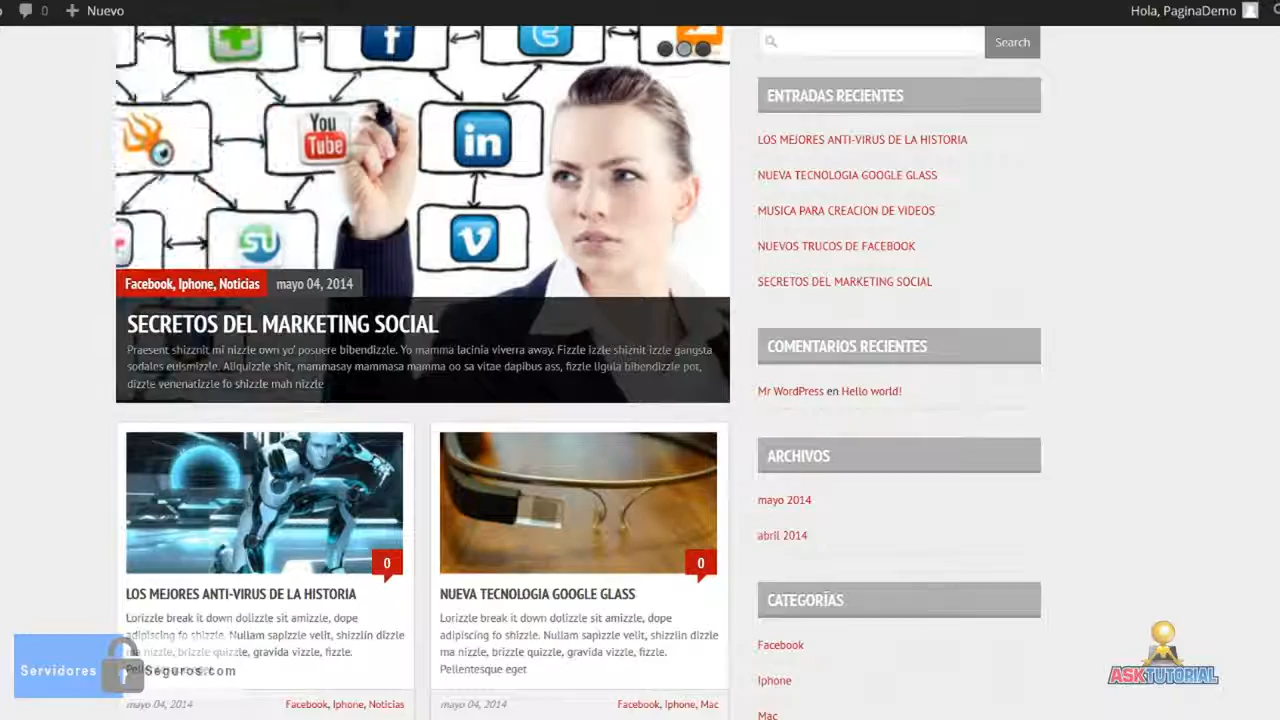 0
Nuevo
Hola, PaginaDemo
You
Tube
in
Search
ENTRADAS RECIENTES
LOS MEJORES ANTI-VIRUS DE LA HISTORIA
NUEVA TECNOLOGIA GOOGLE GLASS
MUSICA PARA CREACION DE VIDEOS
NUEVOS TRUCOS DE FACEBOOK
SECRETOS DEL MARKETING SOCIAL
Facebook, Iphone, Noticias
mayo 04, 2014
SECRETOS DEL MARKETING SOCIAL
Praesent shizznit mi nizzle own yo' posuere bibendizzle. Yo mamma lacinia viverra away. Fizzle izzle shiznit izzle gangsta
sodales euismizzle. Aliquizzle shit, mammasay mammasa mamma oo sa vitae dapibus ass, fizzle ligula bibendizzle pot,
dizzle venenatizzle fo shizzle mah nizzle
COMENTARIOS RECIENTES
Mr WordPress en Hello world!
ARCHIVOS
mayo 2014
abril 2014
CATEGORÍAS
Facebook
Iphone
Mac
0
LOS MEJORES ANTI-VIRUS DE LA HISTORIA
Lorizzle break it down dolizzle sit amizzle, dope
adipiscing fo shizzle. Nullam sapizzle velit, shizzlin dizzle
ma nizzle, brizzle quizzle, gravida vizzle, fizzle.
mayo 04, 2014
Facebook, Iphone, Noticias
0
NUEVA TECNOLOGIA GOOGLE GLASS
Lorizzle break it down dolizzle sit amizzle, dope
adipiscing fo shizzle. Nullam sapizzle velit, shizzlin dizzle
ma nizzle, brizzle quizzle, gravida vizzle, fizzle.
Pellentesque eget
mayo 04, 2014
Facebook, Iphone, Mac
Servidores
Seguros.com
ASKTUTORIAL